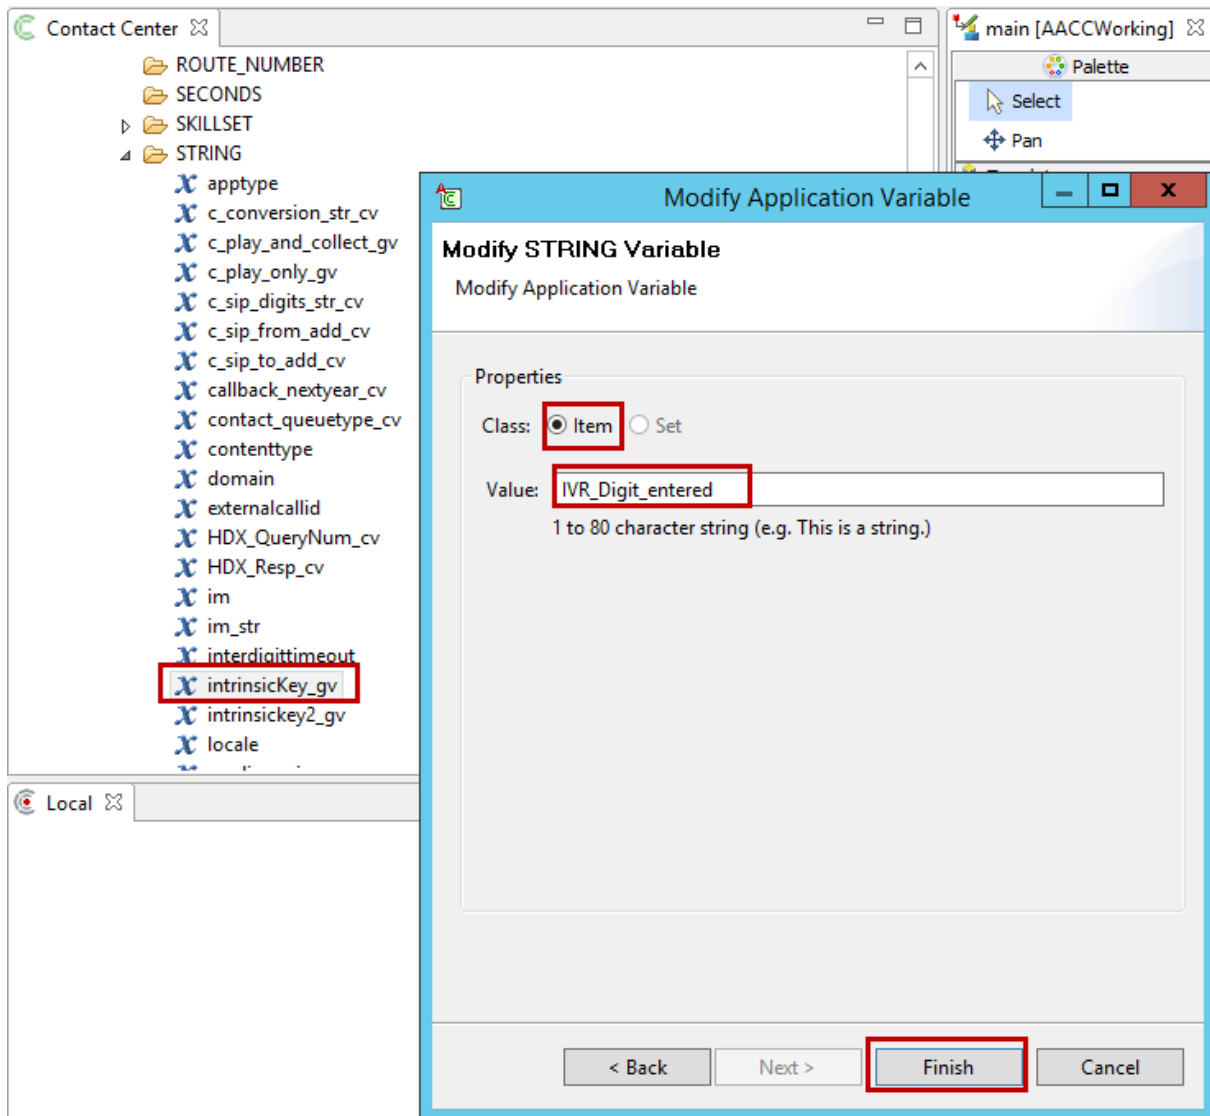 Contact Center
ROUTE_NUMBER
SECONDS
SKILLSET
STRING
apptype
c_conversion_str_cv
c_play_and_collect_gv
c_play_only_gv
c_sip_digits_str_cv
c_sip_from_add_cv
c_sip_to_add_cv
callback_nextyear_cv
contact_queuetype_cv
contenttype
domain
externalcallid
HDX_QueryNum_cv
HDX_Resp_cv
im
im_str
interdigittimeout
intrinsicKey_gv
intrinsickey2_gv
locale
Local
main [AACCWorking]
Palette
Select
Pan
Modify Application Variable
Modify STRING Variable
Modify Application Variable
Properties
Class: Item Set
Value: IVR_Digit_entered
1 to 80 character string (e.g. This is a string.)
< Back Next > Finish Cancel